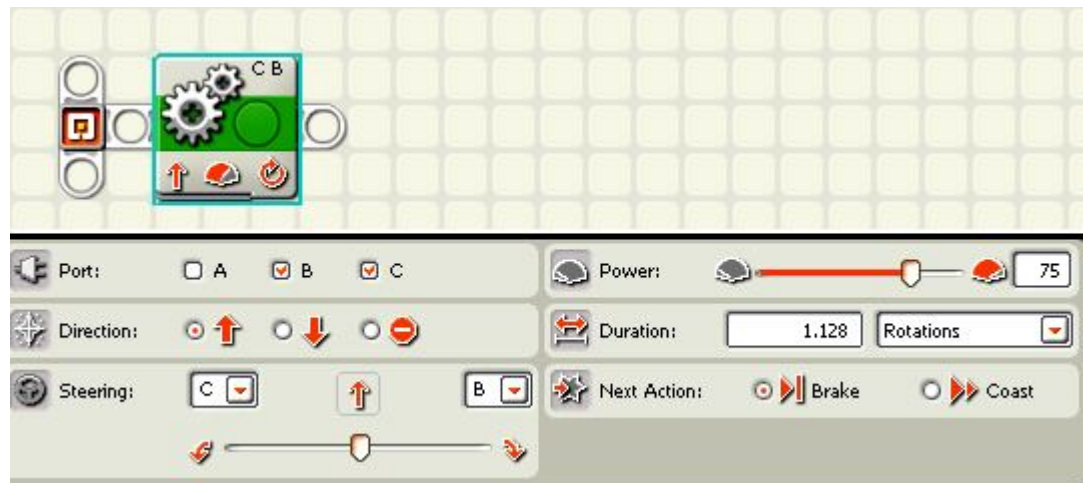 C B
Port: A B C
Power: 75
Direction:
Duration: 1.128 Rotations
Steering: C B
Next Action: Brake Coast